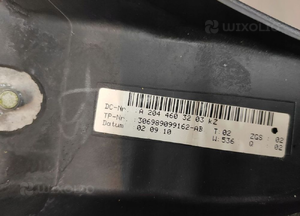 WIXOLO
DC-Nr. A 204 460 32 03 kZ
TP-Nr. 306989099162-AB T.02 ZGS 02
Datum 02 09 10 W.536 Q 02